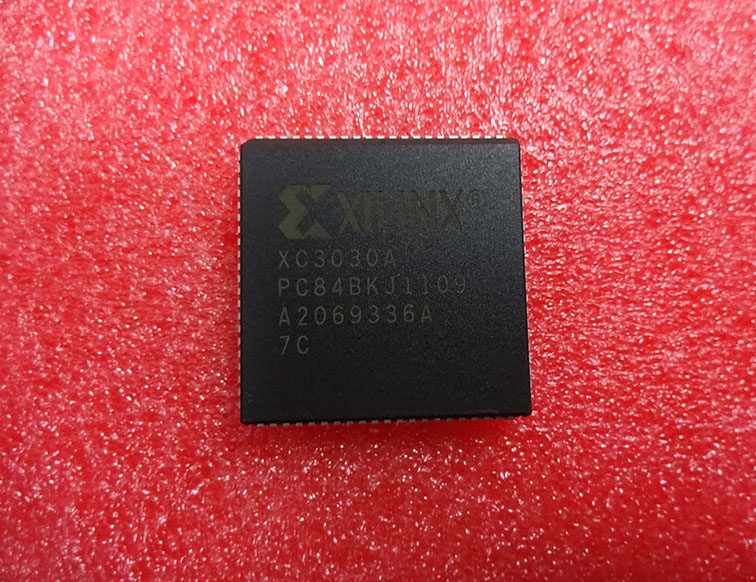 XILINX®
XC3030A
PC84BKJ1109
A2069336A
7C